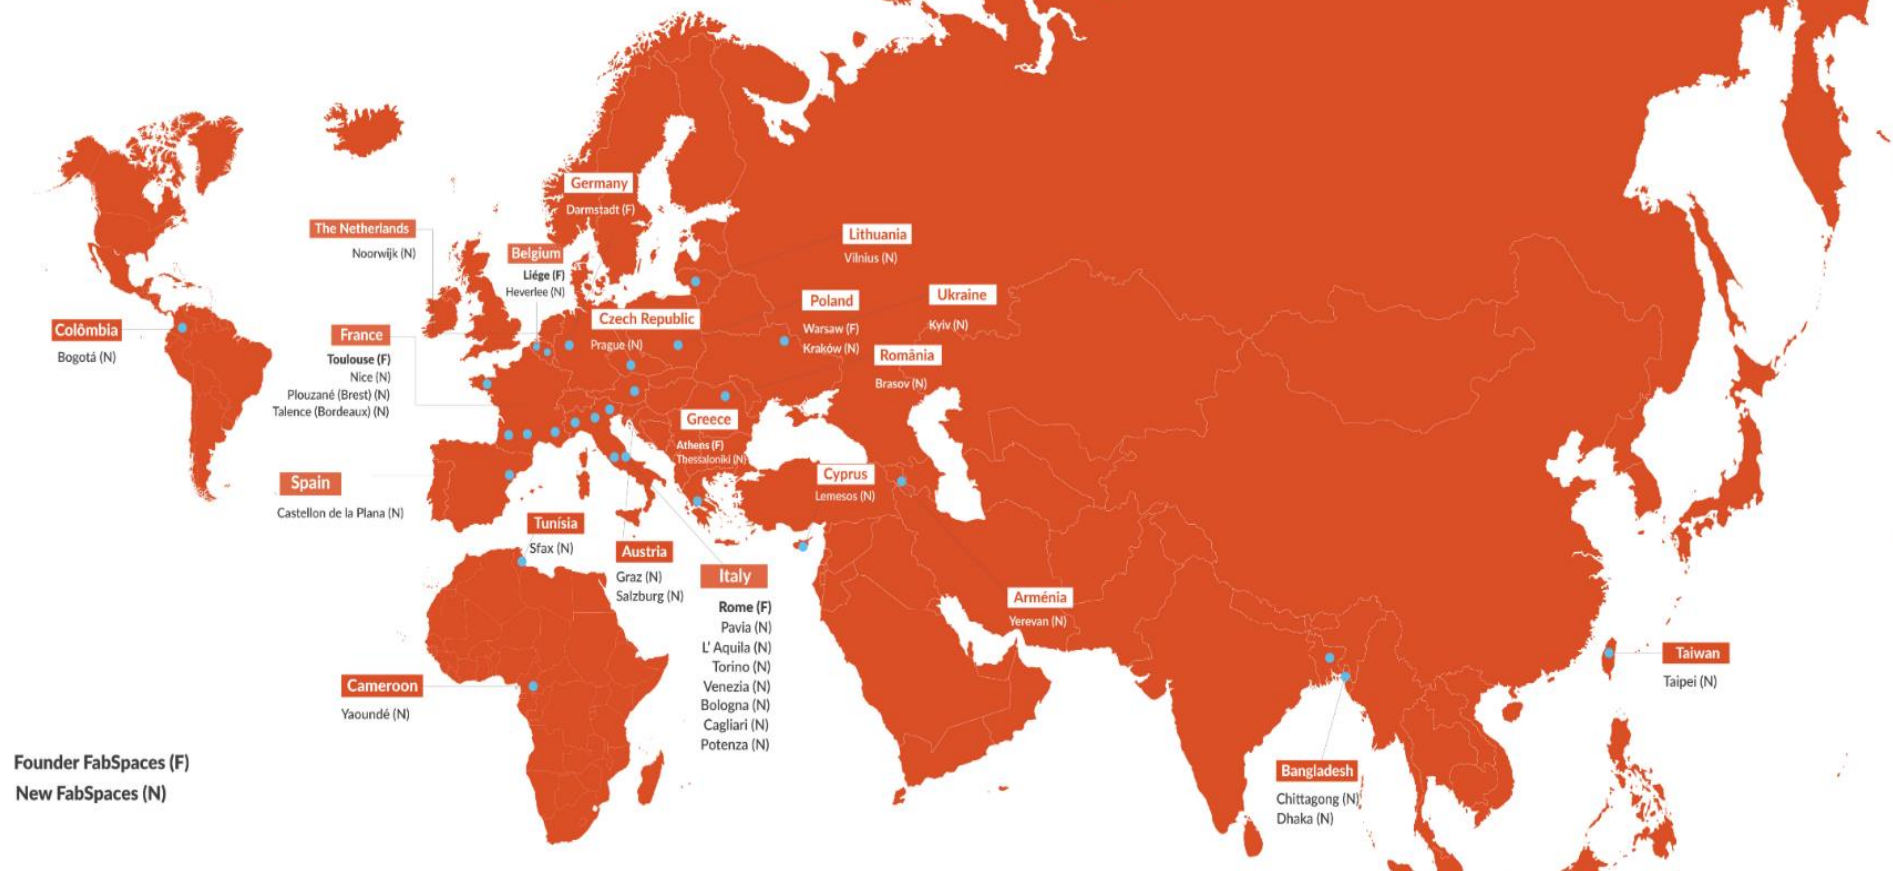 Germany
Darmstadt (F)
The Netherlands
Noorwijk (N)
Belgium
Liége (F)
Heverlee (N)
Lithuania
Vilnius (N)
Poland
Warsaw (F)
Kraków (N)
Ukraine
Kyiv (N)
Czech Republic
Prague (N)
Colômbia
Bogotá (N)
France
Toulouse (F)
Nice (N)
Plouzané (Brest) (N)
Talence (Bordeaux) (N)
România
Brasov (N)
Greece
Athens (F)
Thessaloniki (N)
Spain
Castellon de la Plana (N)
Cyprus
Lemesos (N)
Tunísia
Sfax (N)
Austria
Graz (N)
Salzburg (N)
Italy
Rome (F)
Pavia (N)
L' Aquila (N)
Torino (N)
Venezia (N)
Bologna (N)
Cagliari (N)
Potenza (N)
Arménia
Yerevan (N)
Taiwan
Taipei (N)
Cameroon
Yaoundé (N)
Bangladesh
Chittagong (N)
Dhaka (N)
Founder FabSpaces (F)
New FabSpaces (N)